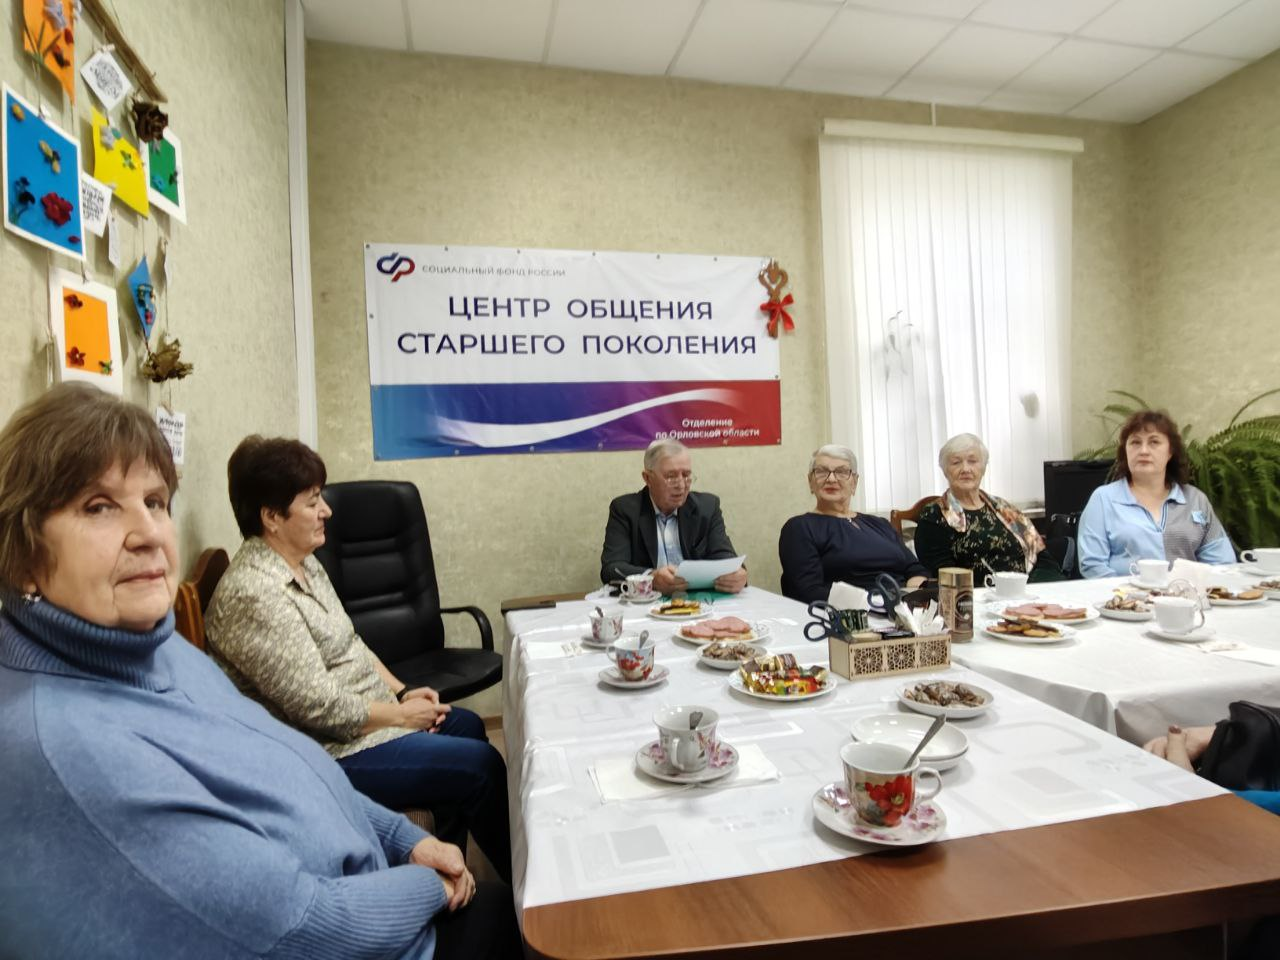 СОЦИАЛЬНЫЙ ФОНД РОССИИ
ЦЕНТР ОБЩЕНИЯ
СТАРШЕГО ПОКОЛЕНИЯ
Отделение
по Орловской области